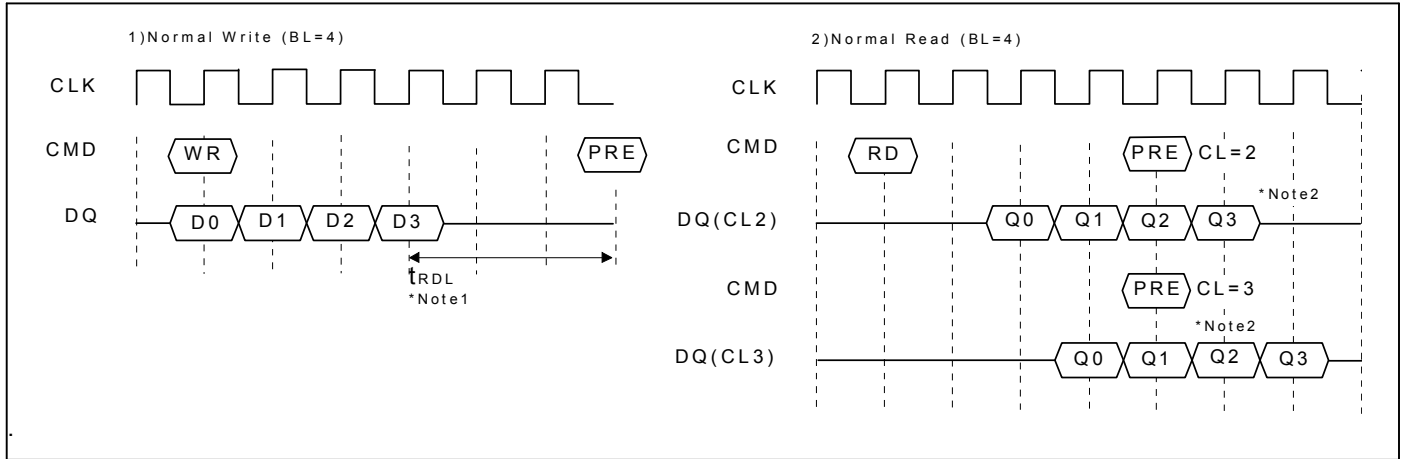 1)Normal Write (BL=4)
CLK
CMD
WR
PRE
DQ
D0
D1
D2
D3
tRDL
*Note1
2)Normal Read (BL=4)
CLK
CMD
RD
PRE
CL=2
DQ(CL2)
Q0
Q1
Q2
Q3
*Note2
CMD
PRE
CL=3
*Note2
DQ(CL3)
Q0
Q1
Q2
Q3
.